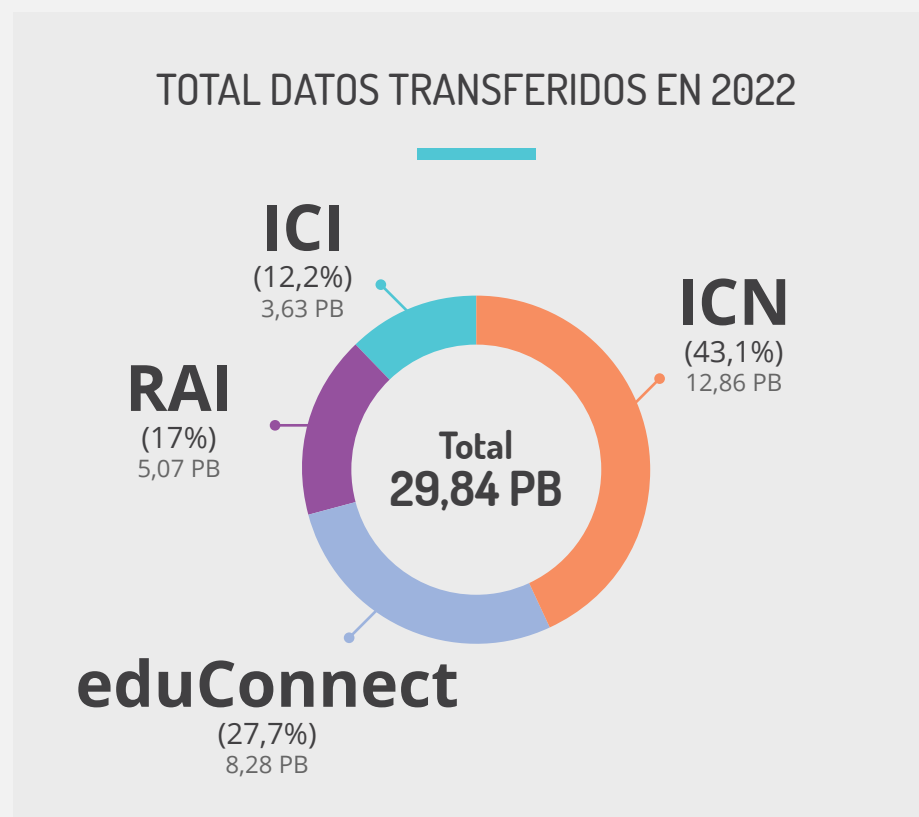 TOTAL DATOS TRANSFERIDOS EN 2022
ICI
(12,2%)
3,63 PB
ICN
(43,1%)
12,86 PB
RAI
(17%)
5,07 PB
Total
29,84 PB
eduConnect
(27,7%)
8,28 PB